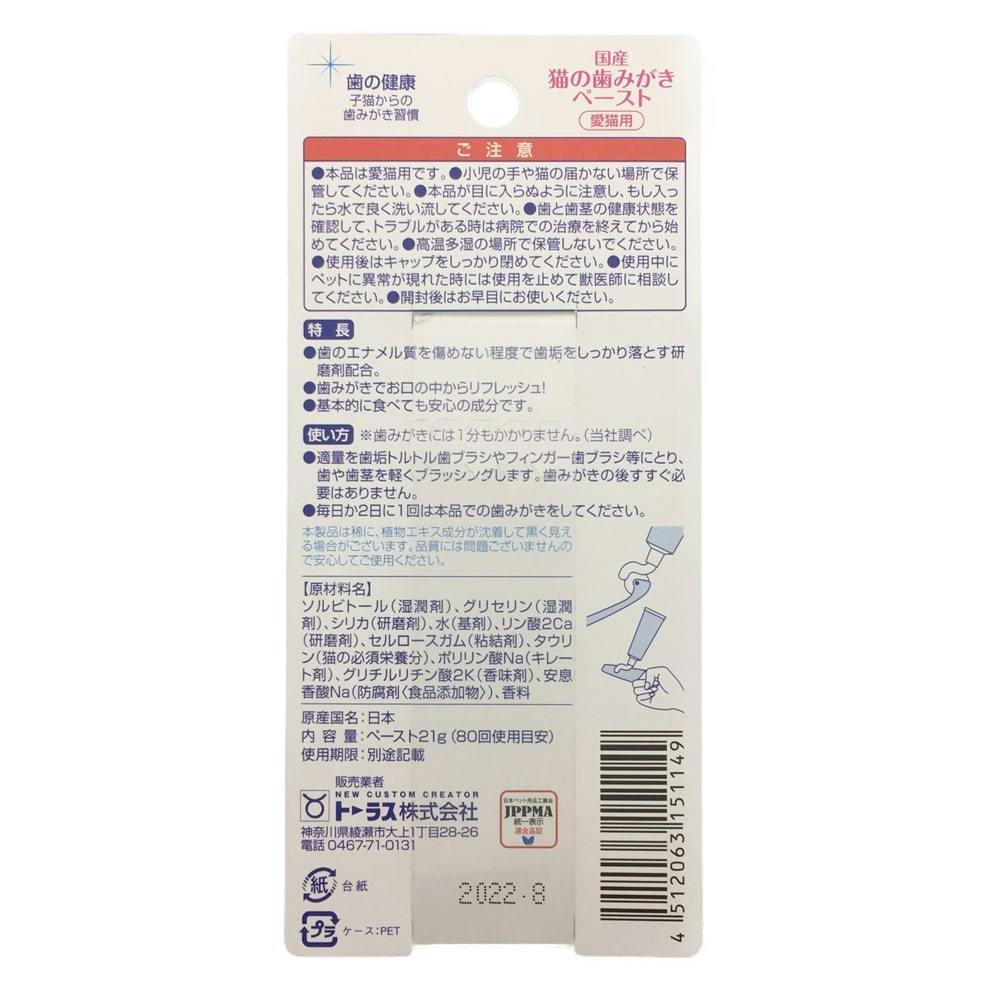 歯の健康
子猫からの
歯みがき習慣
国産
猫の歯みがき
ペースト
愛猫用
ご注意
●本品は愛猫用です。●小児の手や猫の届かない場所で保
管してください。●本品が目に入らぬように注意し、もし入っ
たら水で良く洗い流してください。●歯と歯茎の健康状態を
確認して、トラブルがある時は病院での治療を終えてから始
めてください。●高温多湿の場所で保管しないでください。
●使用後はキャップをしっかり閉めてください。●使用中に
ペットに異常が現れた時には使用を止めて獣医師に相談し
てください。●開封後はお早目にお使いください。
特長
●歯のエナメル質を傷めない程度で歯垢をしっかり落とす研
磨剤配合。
●歯みがきでお口の中からリフレッシュ!
●基本的に食べても安心の成分です。
使い方 ※歯みがきには1分もかかりません。(当社調べ)
●適量を歯垢トルトル歯ブラシやフィンガー歯ブラシ等にとり、
歯や歯茎を軽くブラッシングします。歯みがきの後すすぐ必
要はありません。
●毎日か2日に1回は本品での歯みがきをしてください。
本製品は稀に、植物エキス成分が沈着して黒く見え
る場合がございます。品質には問題ございませんの
で安心してご使用ください。
【原材料名】
ソルビトール(湿潤剤)、グリセリン(湿潤
剤)、シリカ(研磨剤)、水(基剤)、リン酸2Ca
(研磨剤)、セルロースガム(粘結剤)、タウリ
ン(猫の必須栄養分)、ポリリン酸Na(キレー
ト剤)、グリチルリチン酸2K(香味剤)、安息
香酸Na(防腐剤〈食品添加物〉)、香料
原産国名:日本
内容量:ペースト21g(80回使用目安)
使用期限:別途記載
販売業者
NEW CUSTOM CREATOR
トーラス株式会社
神奈川県綾瀬市大上1丁目28-26
電話 0467-71-0131
日本ペット用品工業会
JPPMA
統一表示
適合品証
2022.8
紙 台紙
プラ ケース:PET
4 512063 151149